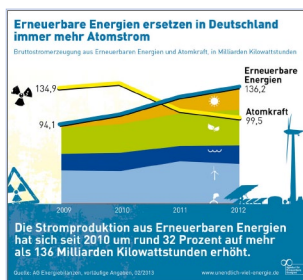 Erneuerbare Energien ersetzen in Deutschland
immer mehr Atomstrom
Bruttostromerzeugung aus Erneuerbaren Energien und Atomkraft, in Milliarden Kilowattstunden
Erneuerbare
Energien
134,9
136,2
Atomkraft
94,1
99,5
2009 2010 2011 2012
Die Stromproduktion aus Erneuerbaren Energien
hat sich seit 2010 um rund 32 Prozent auf mehr
als 136 Milliarden Kilowattstunden erhöht.
Quelle: AG Energiebilanzen, vorläufige Angaben, 02/2013
www.unendlich-viel-energie.de